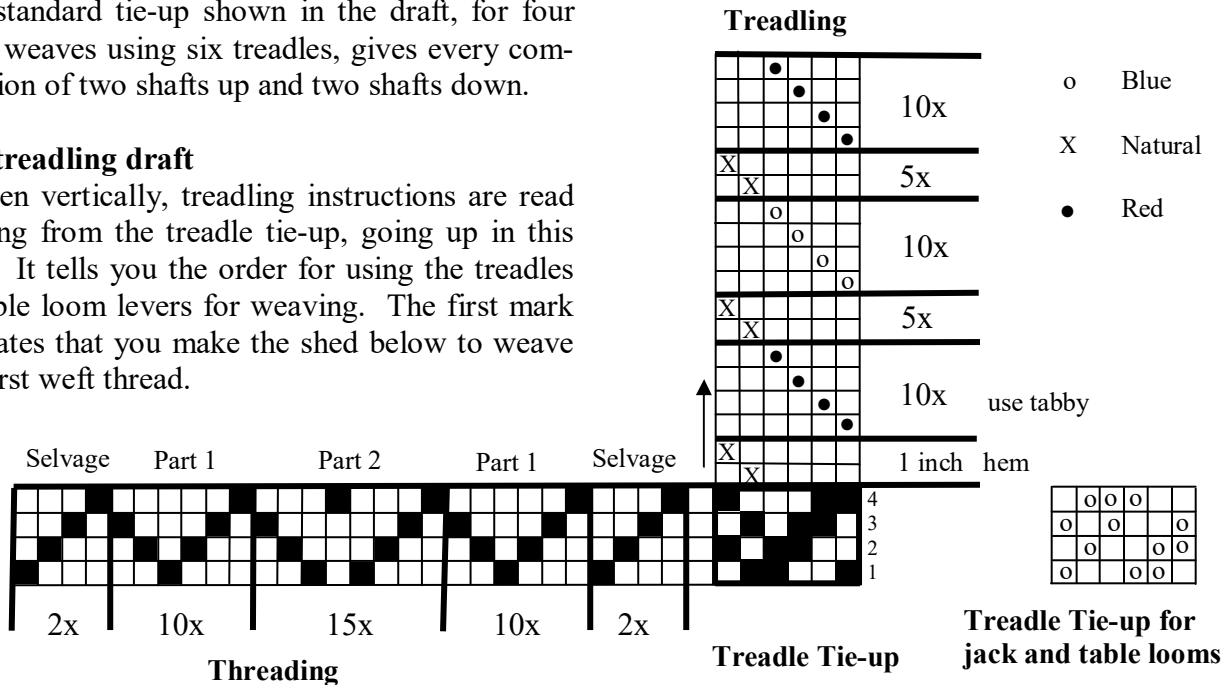 standard tie-up shown in the draft, for four
weaves using six treadles, gives every com-
ion of two shafts up and two shafts down.
treadling draft
en vertically, treadling instructions are read
ng from the treadle tie-up, going up in this
It tells you the order for using the treadles
ble loom levers for weaving. The first mark
ates that you make the shed below to weave
rst weft thread.
Treadling
10x
5x
10x
5x
10x use tabby
1 inch hem
o Blue
X Natural
● Red
Selvage Part 1 Part 2 Part 1 Selvage
4
3
2
1
2x 10x 15x 10x 2x
Threading
Treadle Tie-up
Treadle Tie-up for
jack and table looms